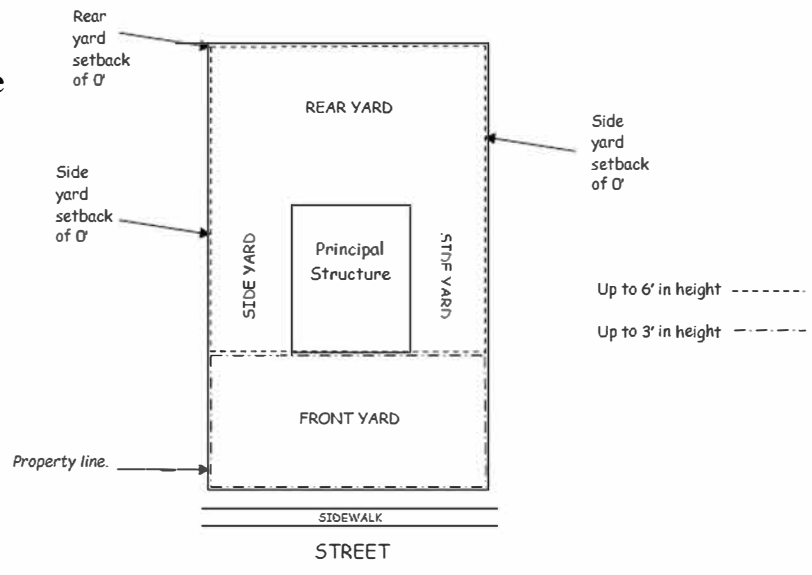 Rear
yard
setback
of 0'
e
REAR YARD
Side
yard
setback
of 0'
Side
yard
setback
of 0'
SIDE YARD
Principal
Structure
SIDE YARD
Up to 6' in height
Up to 3' in height
FRONT YARD
Property line.
SIDEWALK
STREET